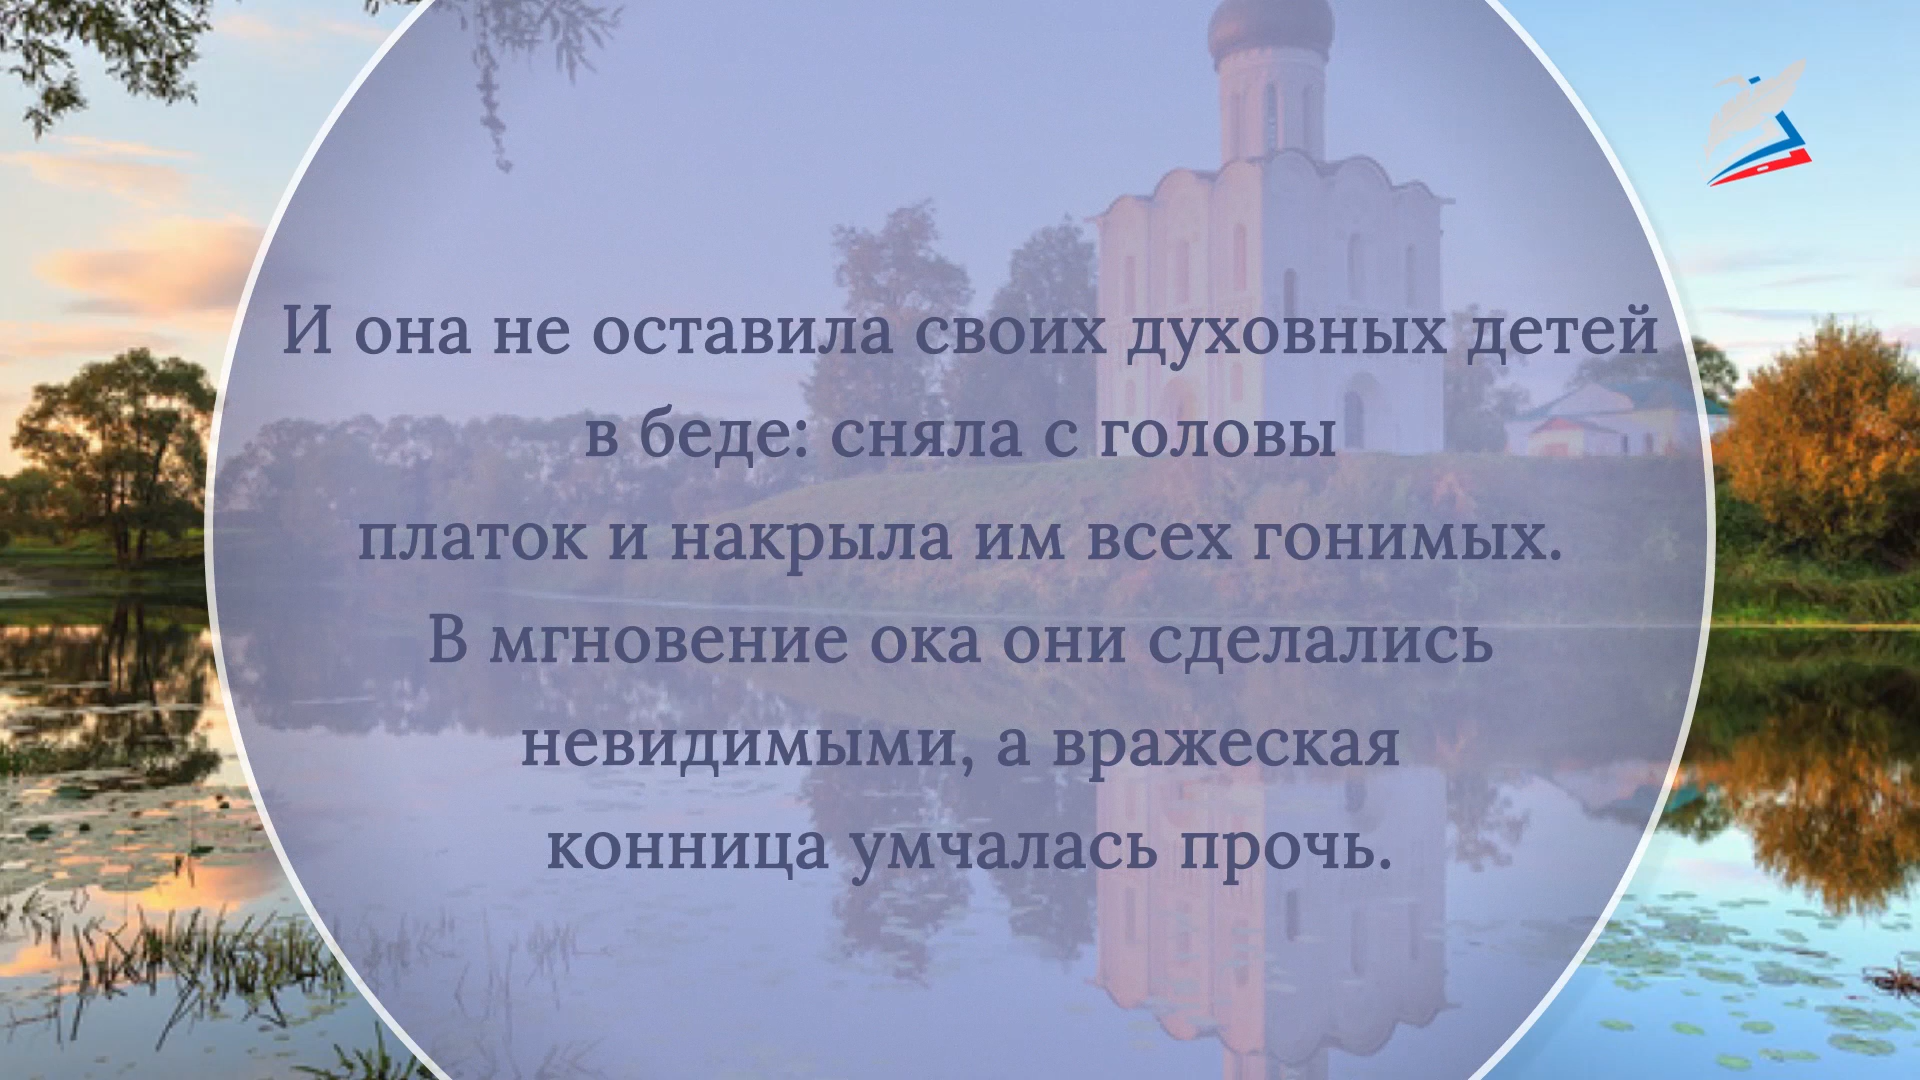 И она не оставила своих духовных детей
в беде: сняла с головы
платок и накрыла им всех гонимых.
В мгновение ока они сделались
невидимыми, а вражеская
конница умчалась прочь.